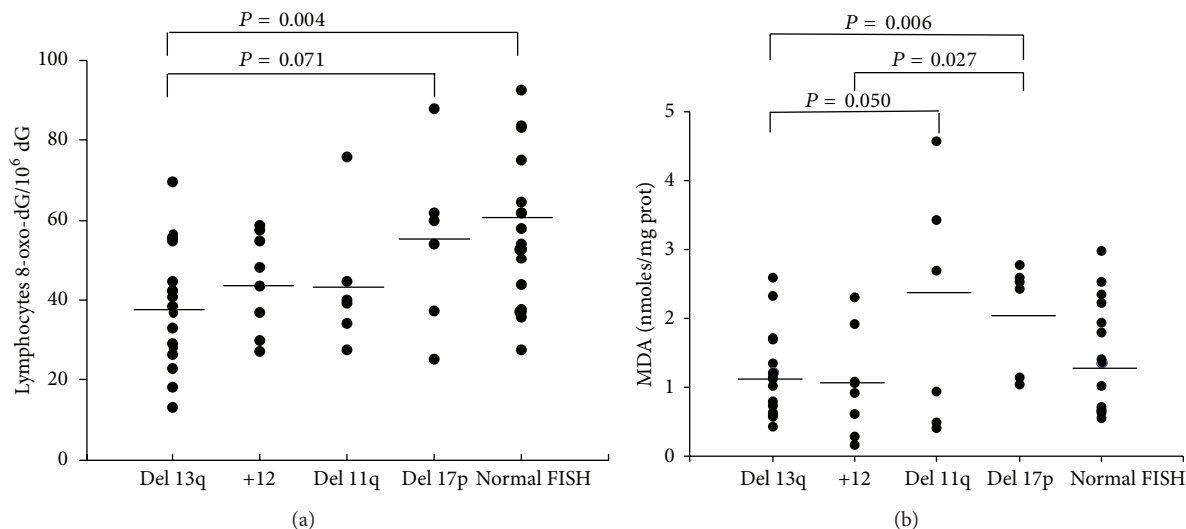 P = 0.004
P = 0.071
100
80
60
40
20
0
Lymphocytes 8-oxo-dG/10⁶ dG
Del 13q
+12
Del 11q
Del 17p
Normal FISH
(a)
P = 0.006
P = 0.027
P = 0.050
5
4
3
2
1
0
MDA (nmoles/mg prot)
Del 13q
+12
Del 11q
Del 17p
Normal FISH
(b)